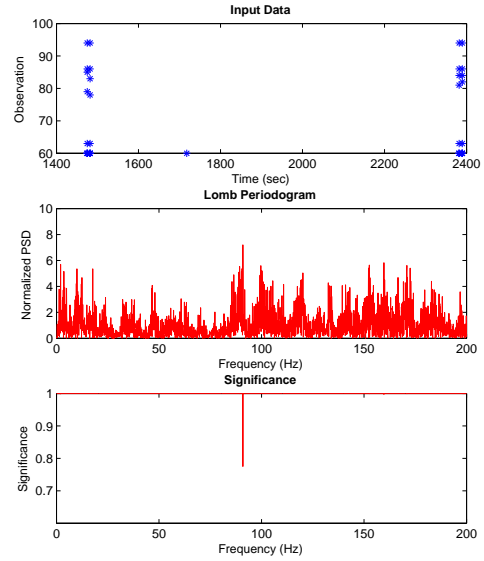 Input Data
100
90
80
70
60
Observation
1400 1600 1800 2000 2200 2400
Time (sec)
Lomb Periodogram
10
8
6
4
2
0
Normalized PSD
0 50 100 150 200
Frequency (Hz)
Significance
1
0.9
0.8
0.7
Significance
0 50 100 150 200
Frequency (Hz)